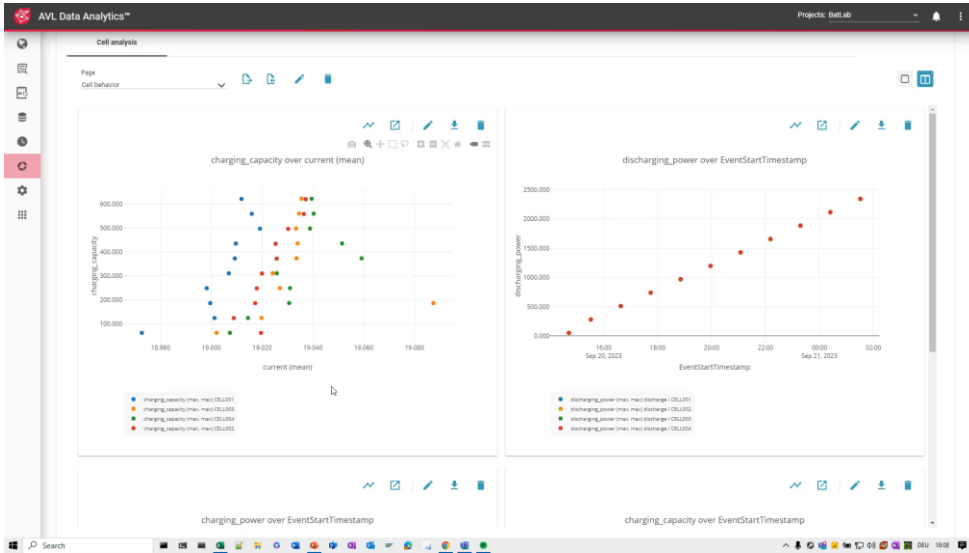 AVL Data Analytics™
Projects: BatLab
Cell analysis
Page
Cell behavior
charging_capacity over current (mean)
600.000
500.000
400.000
300.000
200.000
100.000
charging_capacity
18.980
19.000
19.020
19.040
19.060
19.080
current (mean)
charging_capacity (max, max) CELL001
charging_capacity (max, max) CELL003
charging_capacity (max, max) CELL004
charging_capacity (max, max) CELL002
discharging_power over EventStartTimestamp
2500.000
2000.000
1500.000
1000.000
500.000
0.000
discharging_power
16:00
Sep 20, 2023
18:00
20:00
22:00
00:00
Sep 21, 2023
02:00
EventStartTimestamp
discharging_power (max, max) discharge / CELL001
discharging_power (max, max) discharge / CELL002
discharging_power (max, max) discharge / CELL003
discharging_power (max, max) discharge / CELL004
charging_power over EventStartTimestamp
charging_capacity over EventStartTimestamp
Search
DEU
18:08